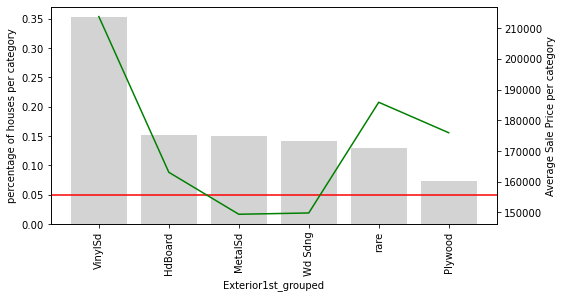 percentage of houses per category
0.35
0.30
0.25
0.20
0.15
0.10
0.05
0.00
210000
200000
190000
180000
170000
160000
150000
Average Sale Price per category
VinylSd
HdBoard
MetalSd
Wd Sdng
rare
Plywood
Exterior1st_grouped